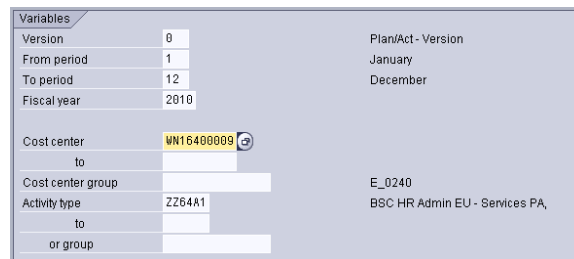 Variables
Version 0 Plan/Act - Version
From period 1 January
To period 12 December
Fiscal year 2010
Cost center WN16400009
to
Cost center group E_0240
Activity type ZZ64A1 BSC HR Admin EU - Services PA,
to
or group